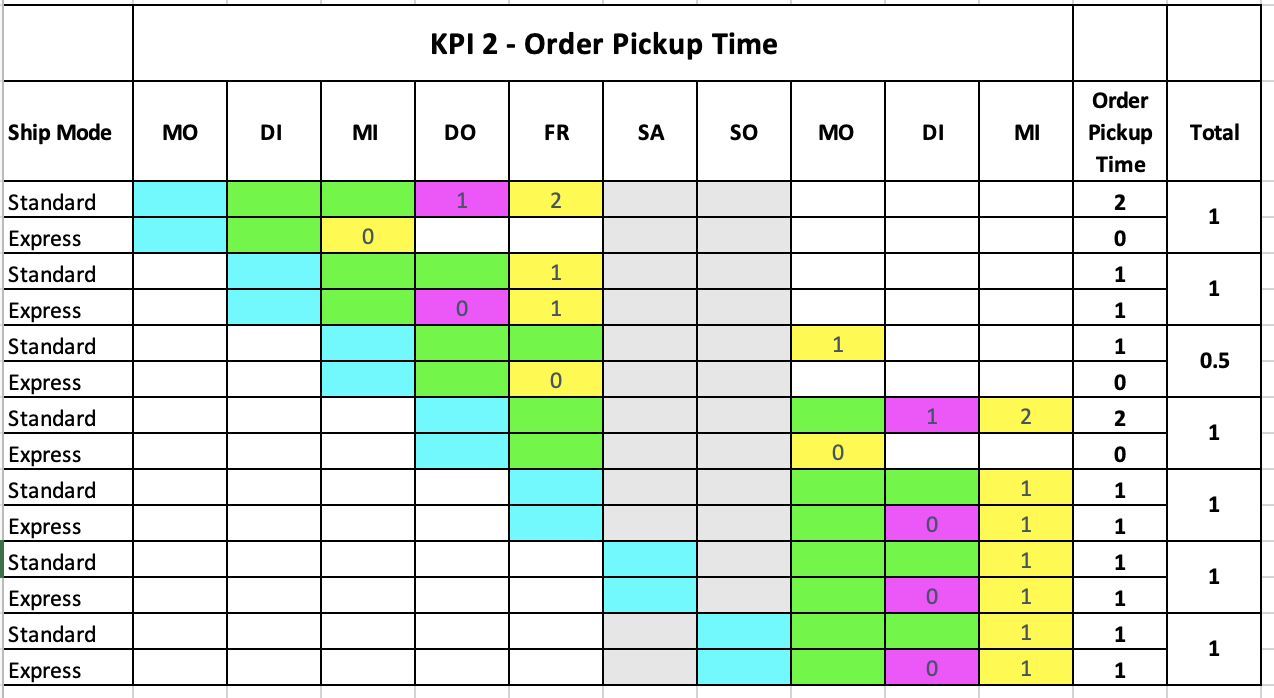 KPI 2 - Order Pickup Time
Ship Mode MO DI MI DO FR SA SO MO DI MI Order Pickup Time Total
Standard 1 2 2 1
Express 0 0
Standard 1 1 1
Express 0 1 1
Standard 1 1 0.5
Express 0 0
Standard 1 2 2 1
Express 0 0
Standard 1 1 1
Express 0 1 1
Standard 1 1 1
Express 0 1 1
Standard 1 1 1
Express 0 1 1